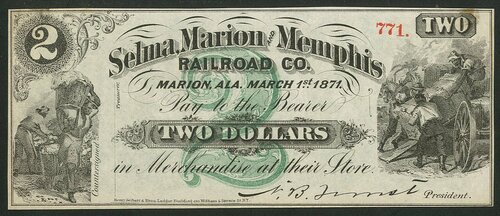 2
771.
TWO
Selma, Marion AND Memphis
RAILROAD CO.
MARION, ALA. MARCH 1st 1871.
Pay to the Bearer
TWO DOLLARS
in Merchandise at their Store.
Countersigned
Treasurer.
N. B. Forrest
President.